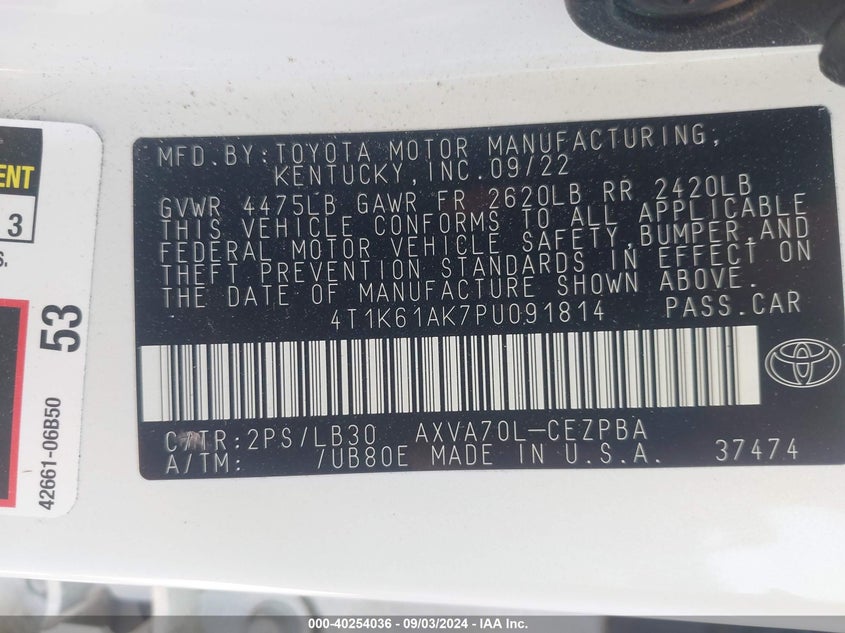 MFD.BY:TOYOTA MOTOR MANUFACTURING,
KENTUCKY,INC.09/22
GVWR 4475LB GAWR FR 2620LB RR 2420LB
THIS VEHICLE CONFORMS TO ALL APPLICABLE
FEDERAL MOTOR VEHICLE SAFETY,BUMPER,AND
THEFT PREVENTION STANDARDS IN EFFECT ON
THE DATE OF MANUFACTURE SHOWN ABOVE.
4T1K61AK7PU091814 PASS.CAR
C/TR:2PS/LB30 AXVA70L-CEZPBA
A/TM: /UB80E MADE IN U.S.A. 37474
ENT
3
S.
53
42661-06B50
000-40254036 - 09/03/2024 - IAA Inc.